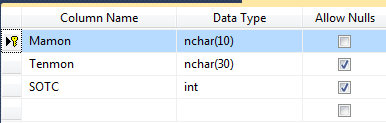 Column Name Data Type Allow Nulls
Mamon nchar(10)
Tenmon nchar(30)
SOTC int